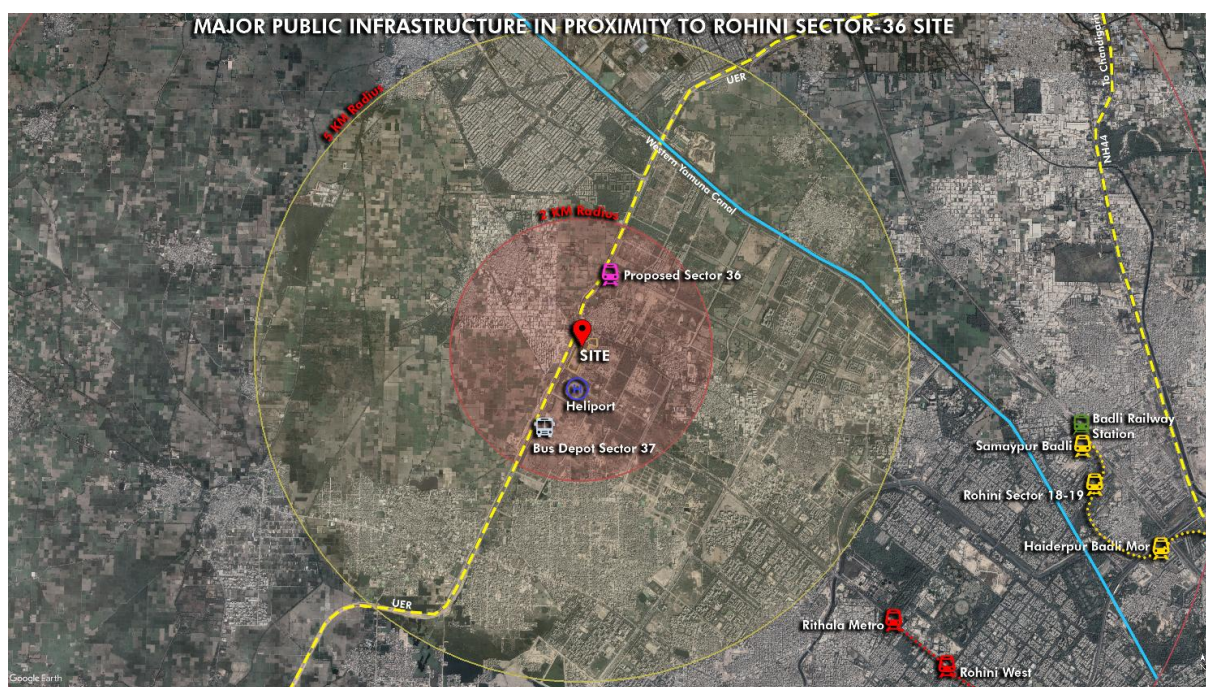 MAJOR PUBLIC INFRASTRUCTURE IN PROXIMITY TO ROHINI SECTOR-36 SITE
To Chandigarh
UER
5 KM Radius
NH44
Western Yamuna Canal
2 KM Radius
Proposed Sector 36
SITE
Heliport
H
Bus Depot Sector 37
Badli Railway
Station
Samaypur Badli
Rohini Sector 18-19
Haiderpur Badli Mor
UER
Rithala Metro
Rohini West
Google Earth